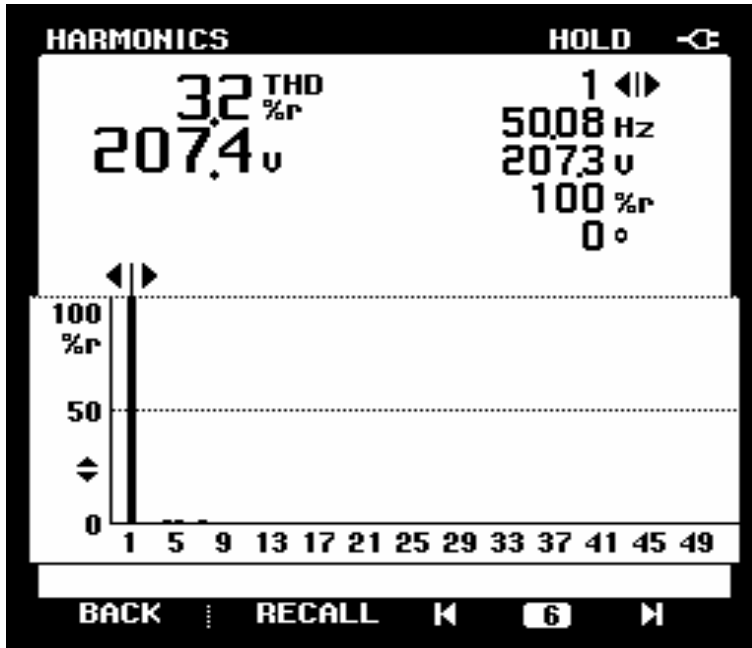 HARMONICS HOLD
3.2 THD %r
207.4 V
1
50.08 Hz
207.3 V
100 %r
0 °
100
%r
50
0
1 5 9 13 17 21 25 29 33 37 41 45 49
BACK RECALL 6